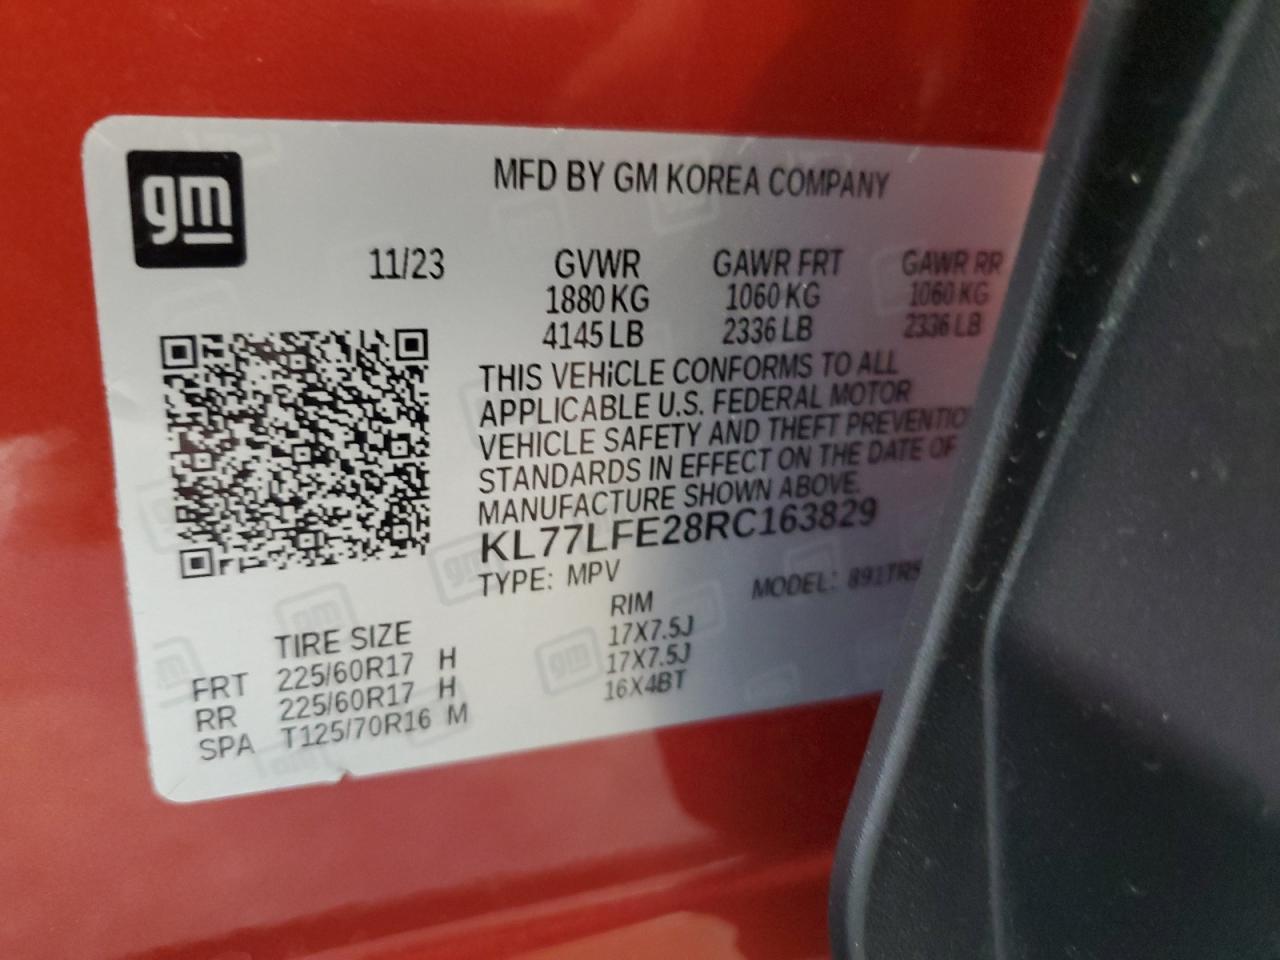 gm
MFD BY GM KOREA COMPANY
11/23 GVWR GAWR FRT GAWR RR
1880 KG 1060 KG 1060 KG
4145 LB 2336 LB 2336 LB
THIS VEHiCLE CONFORMS TO ALL
APPLICABLE U.S. FEDERAL MOTOR
VEHICLE SAFETY AND THEFT PREVENTIO
STANDARDS IN EFFECT ON THE DATE OF
MANUFACTURE SHOWN ABOVE.
KL77LFE28RC163829
TYPE: MPV MODEL: 891TR5
TIRE SIZE RIM
FRT 225/60R17 H 17X7.5J
RR 225/60R17 H 17X7.5J
SPA T125/70R16 M 16X4BT